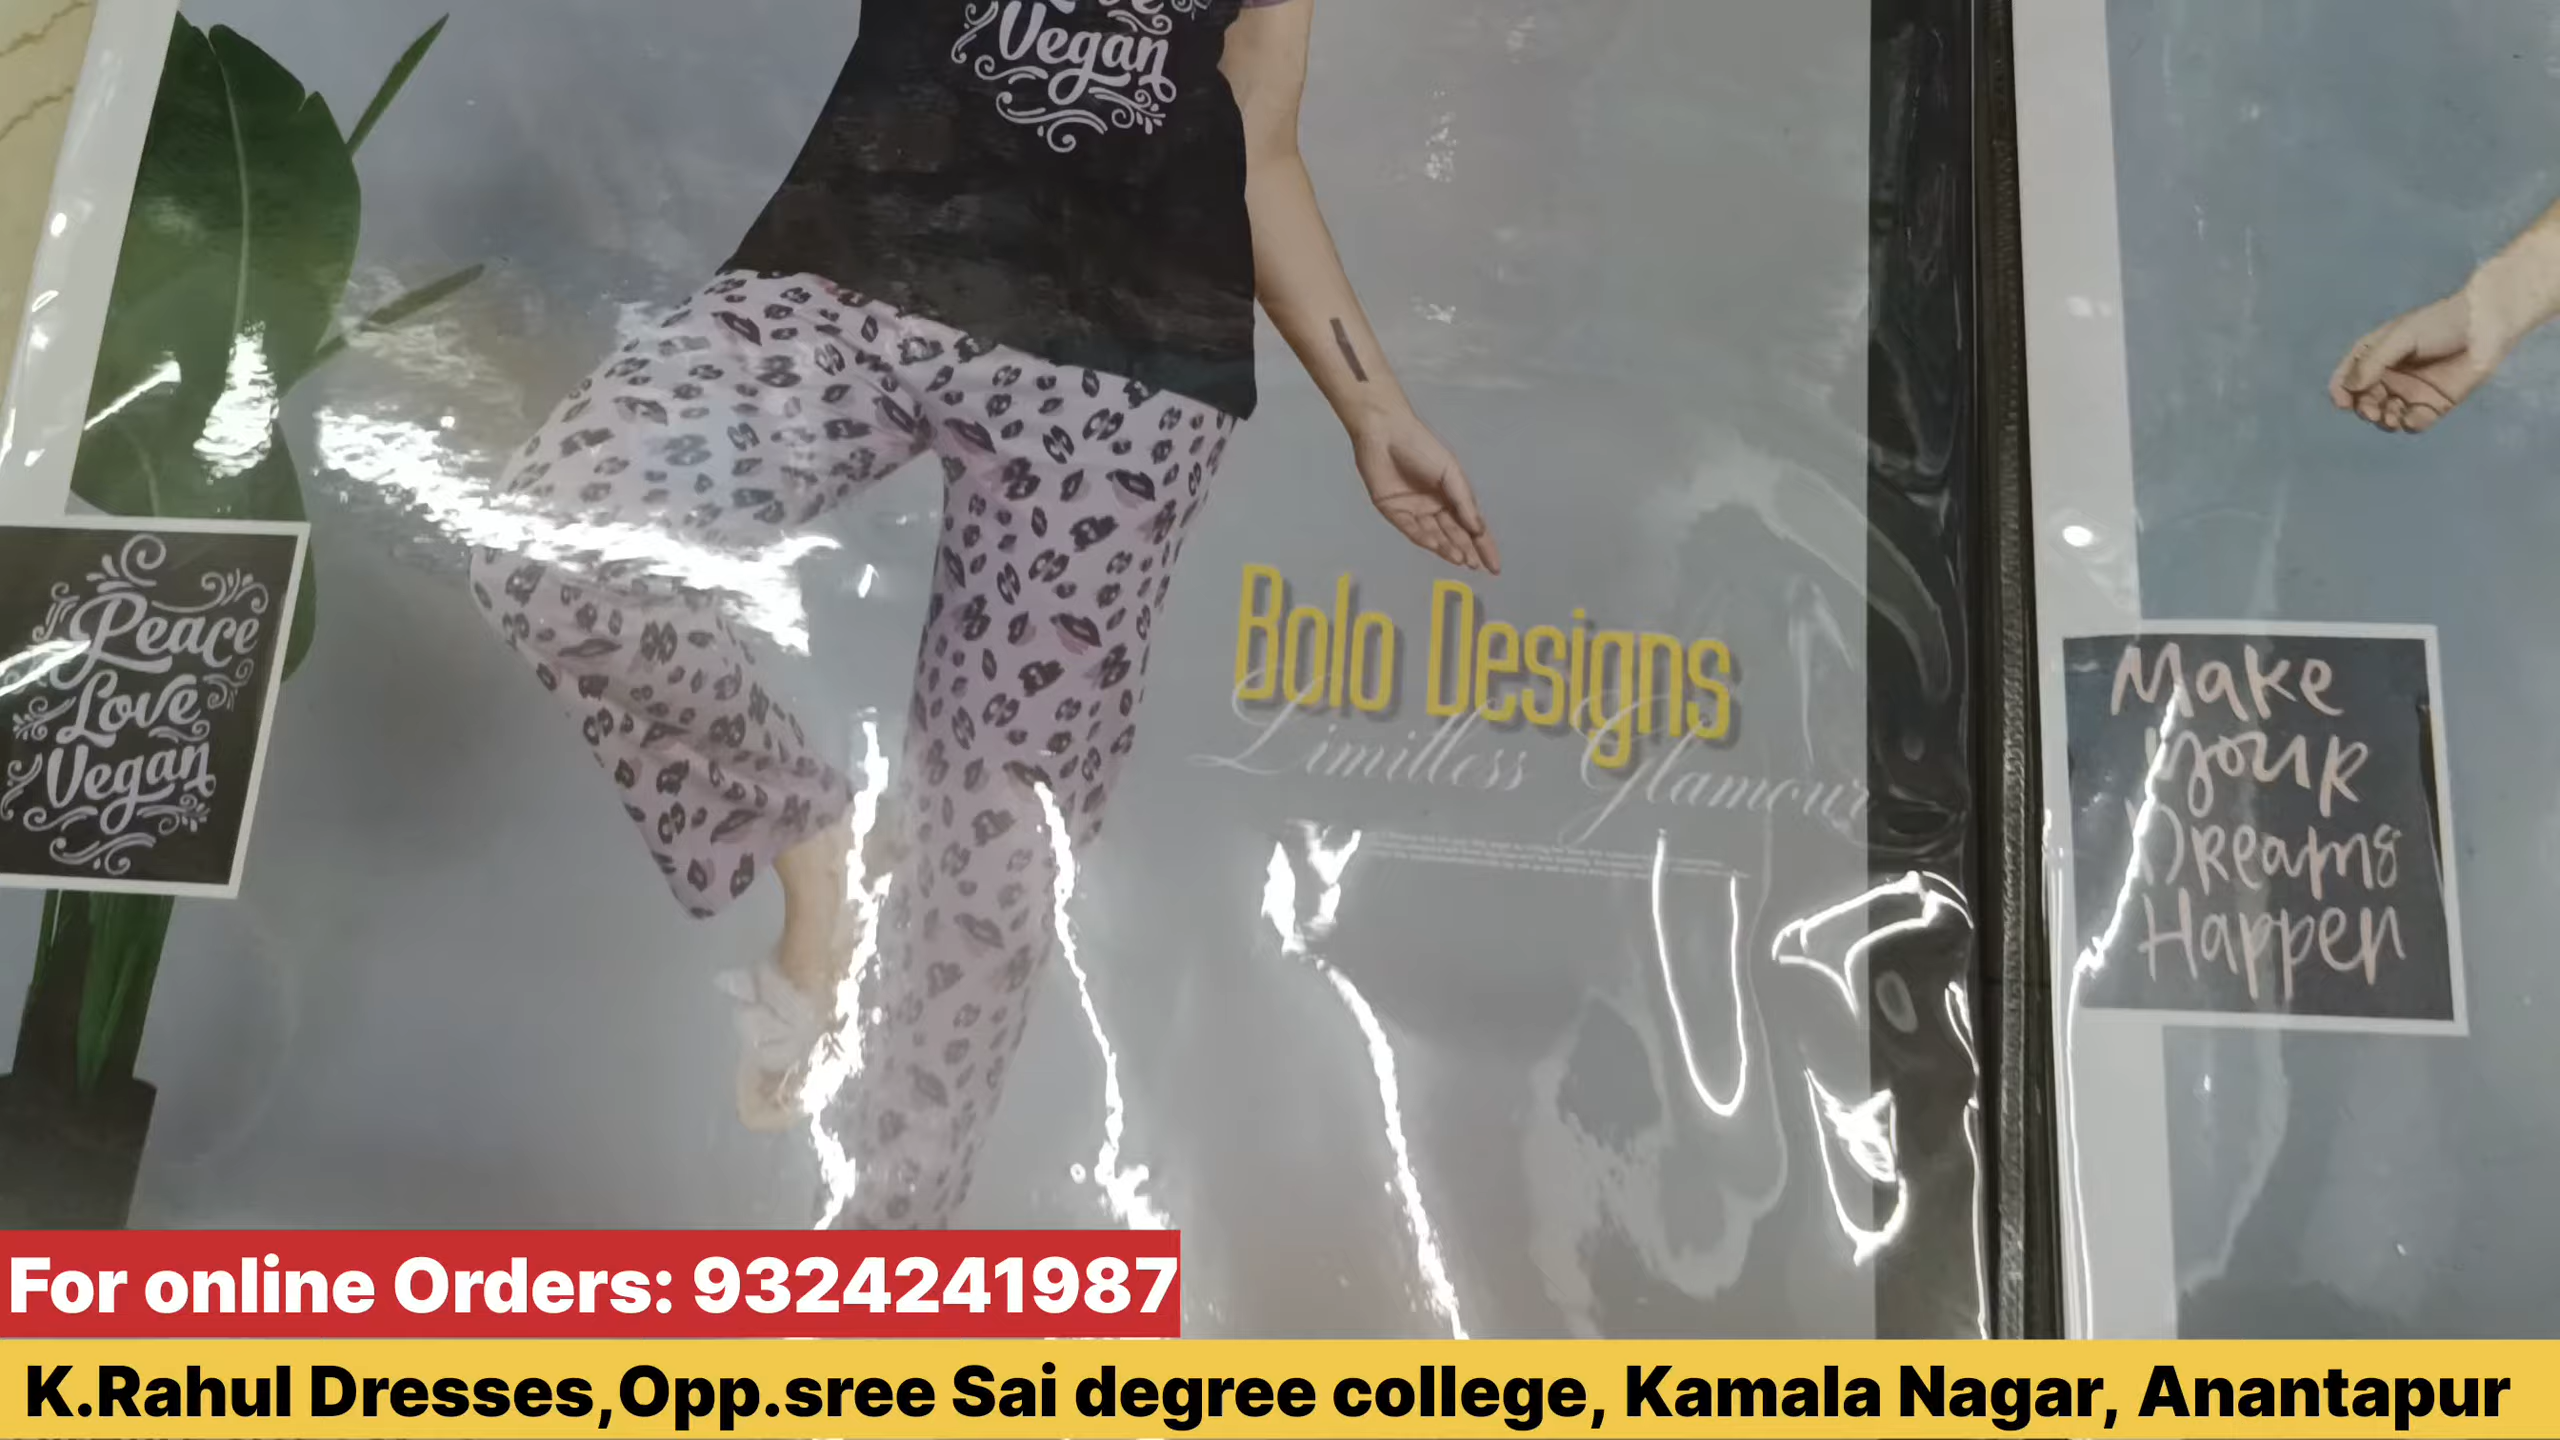 Vegan
Peace
Love
Vegan
Bolo Designs
Limitless Glamour
Make
your
Dreams
Happen
For online Orders: 9324241987
K.Rahul Dresses,Opp.sree Sai degree college, Kamala Nagar, Anantapur